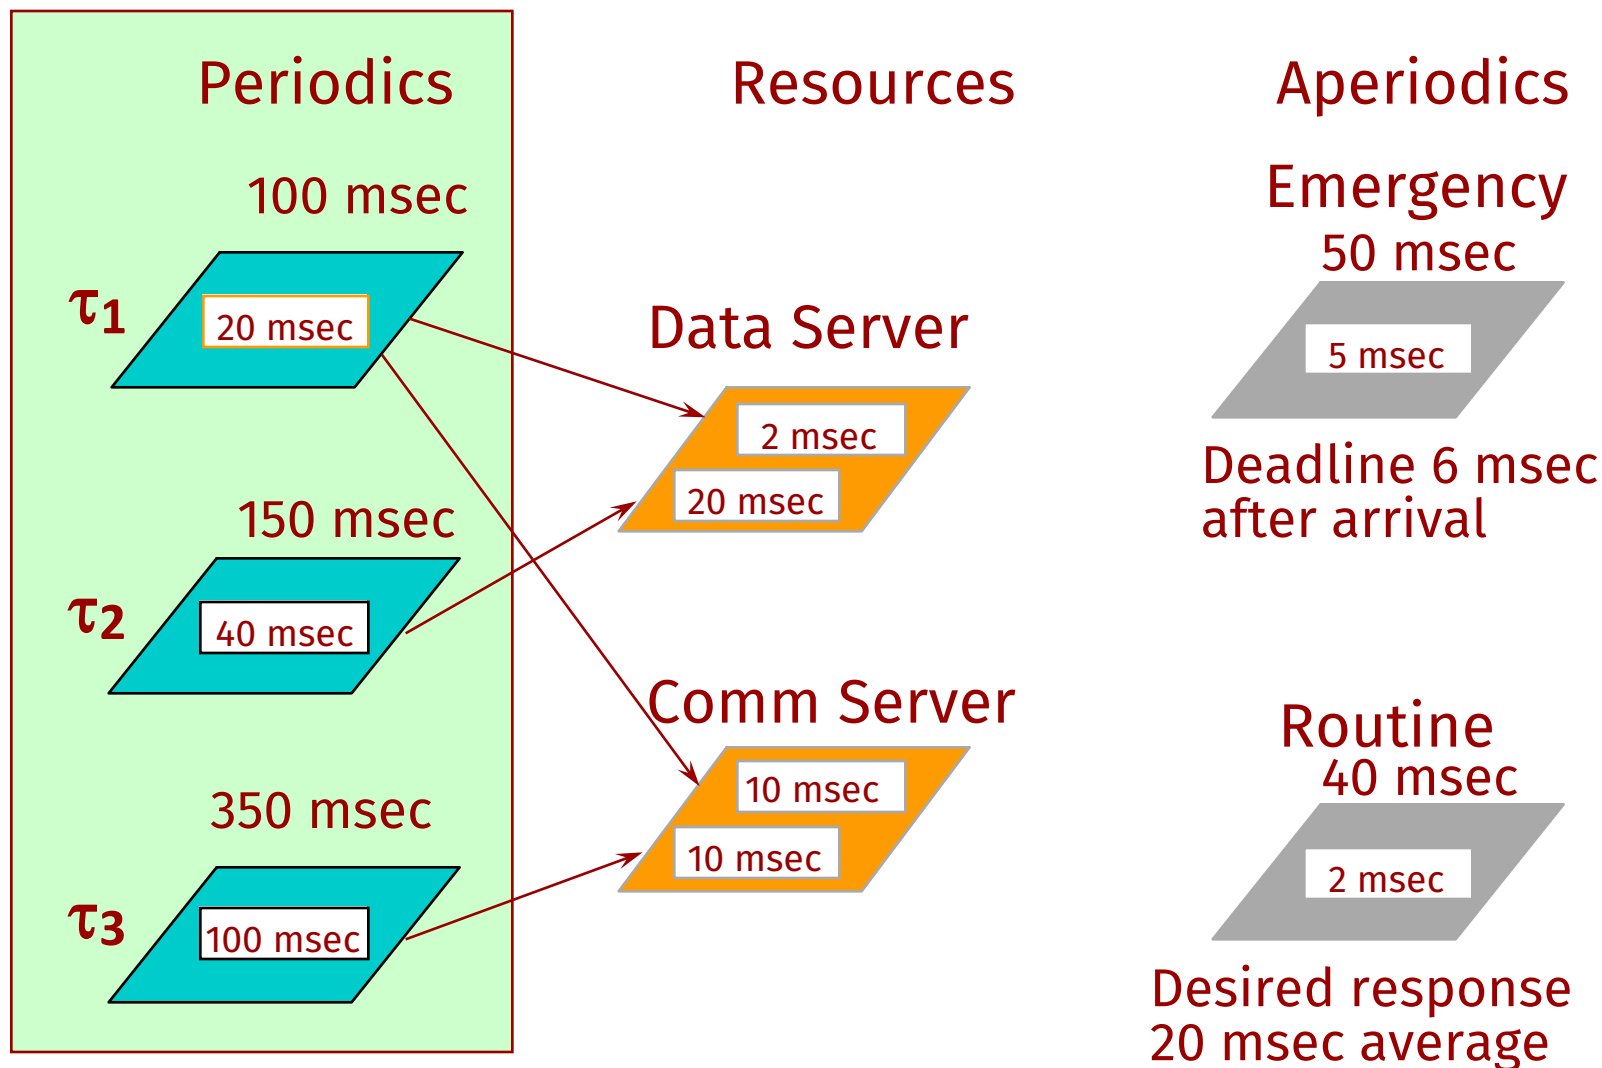 Periodics
100 msec
τ1
20 msec
150 msec
τ2
40 msec
350 msec
τ3
100 msec
Resources
Data Server
2 msec
20 msec
Comm Server
10 msec
10 msec
Aperiodics
Emergency
50 msec
5 msec
Deadline 6 msec
after arrival
Routine
40 msec
2 msec
Desired response
20 msec average